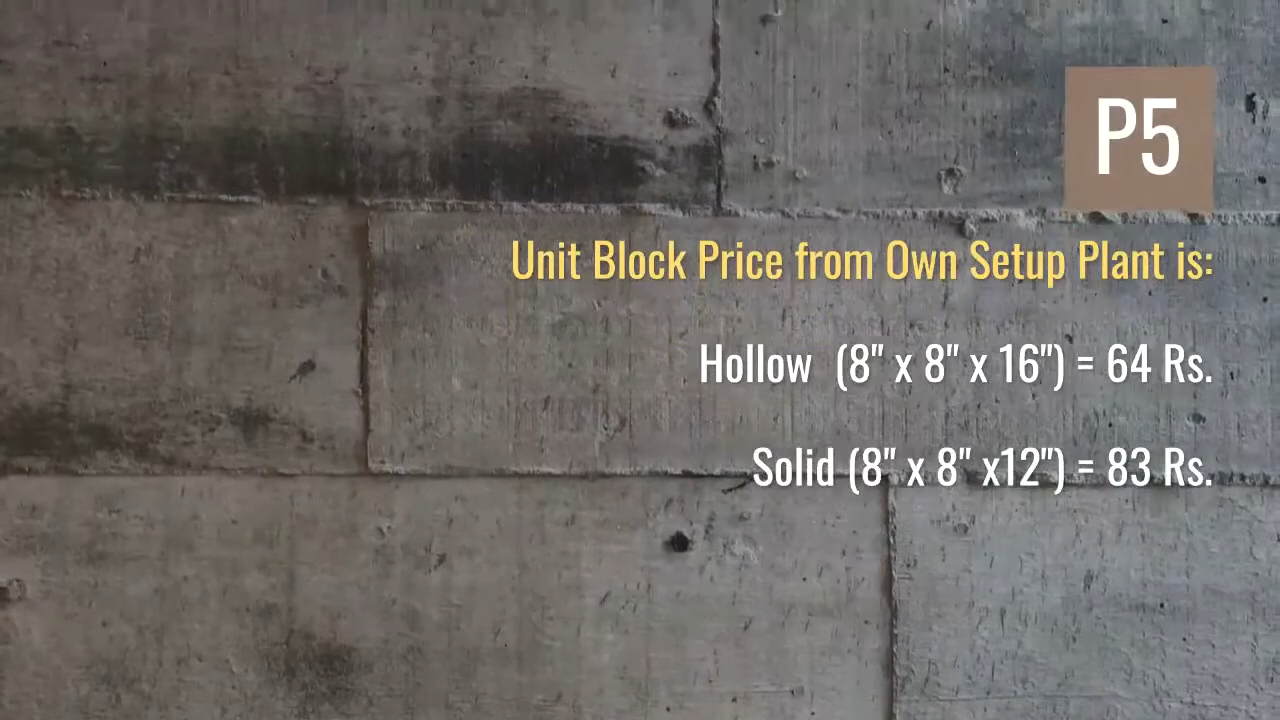 P5
Unit Block Price from Own Setup Plant is:
Hollow  (8" x 8" x 16") = 64 Rs.
Solid (8" x 8" x12") = 83 Rs.